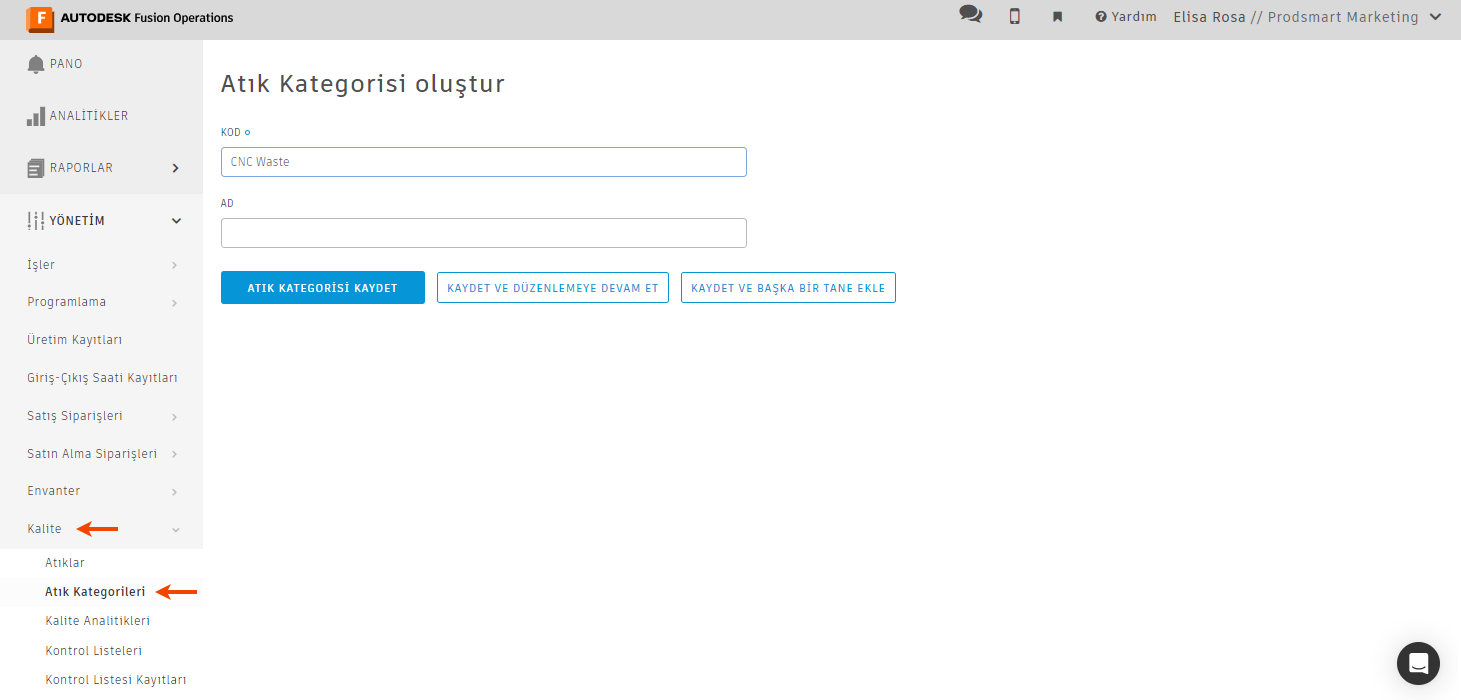 AUTODESK Fusion Operations
Yardım
Elisa Rosa // Prodsmart Marketing
PANO
ANALİTİKLER
RAPORLAR
YÖNETİM
İşler
Programlama
Üretim Kayıtları
Giriş-Çıkış Saati Kayıtları
Satış Siparişleri
Satın Alma Siparişleri
Envanter
Kalite
Atıklar
Atık Kategorileri
Kalite Analitikleri
Kontrol Listeleri
Kontrol Listesi Kayıtları
Atık Kategorisi oluştur
KOD
CNC Waste
AD
ATIK KATEGORİSİ KAYDET
KAYDET VE DÜZENLEMEYE DEVAM ET
KAYDET VE BAŞKA BİR TANE EKLE